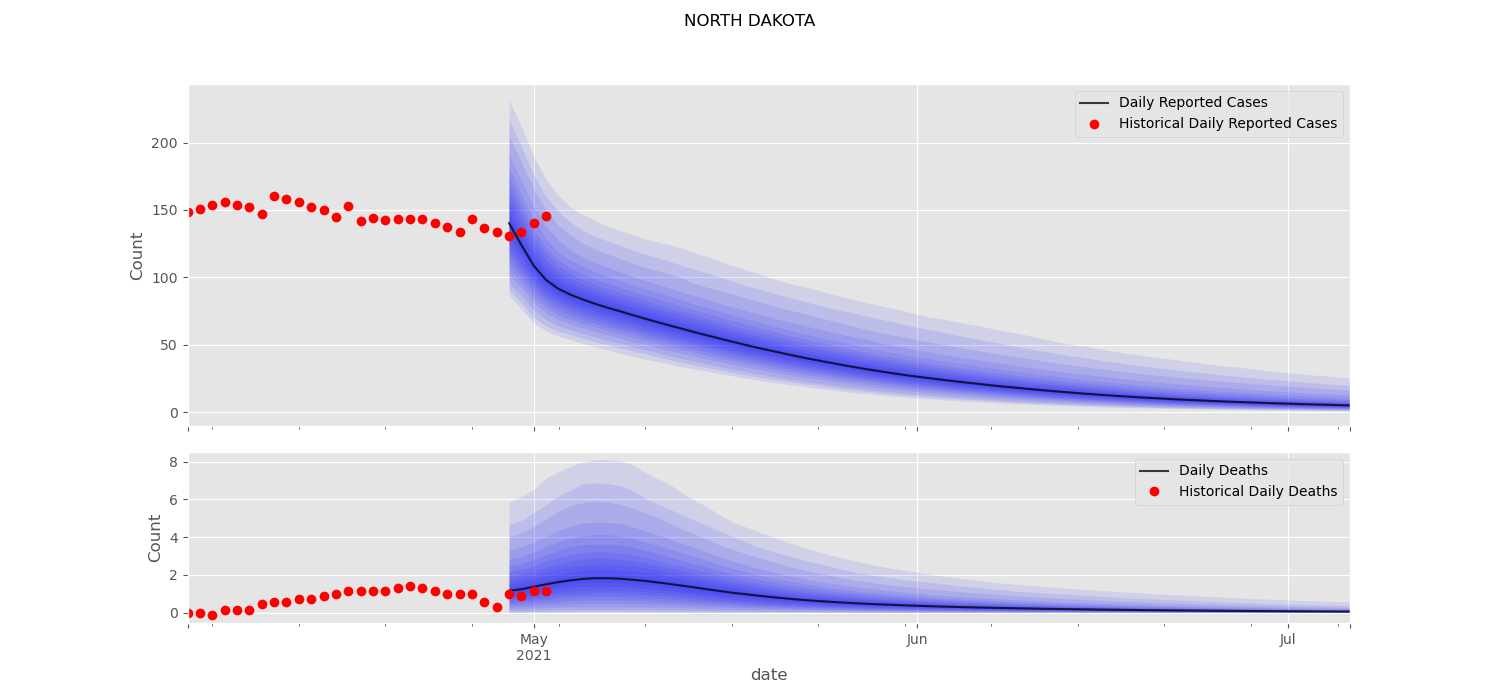 NORTH DAKOTA
Daily Reported Cases
Historical Daily Reported Cases
200
150
100
50
0
Count
Daily Deaths
Historical Daily Deaths
8
6
4
2
0
Count
May
2021
Jun
Jul
date